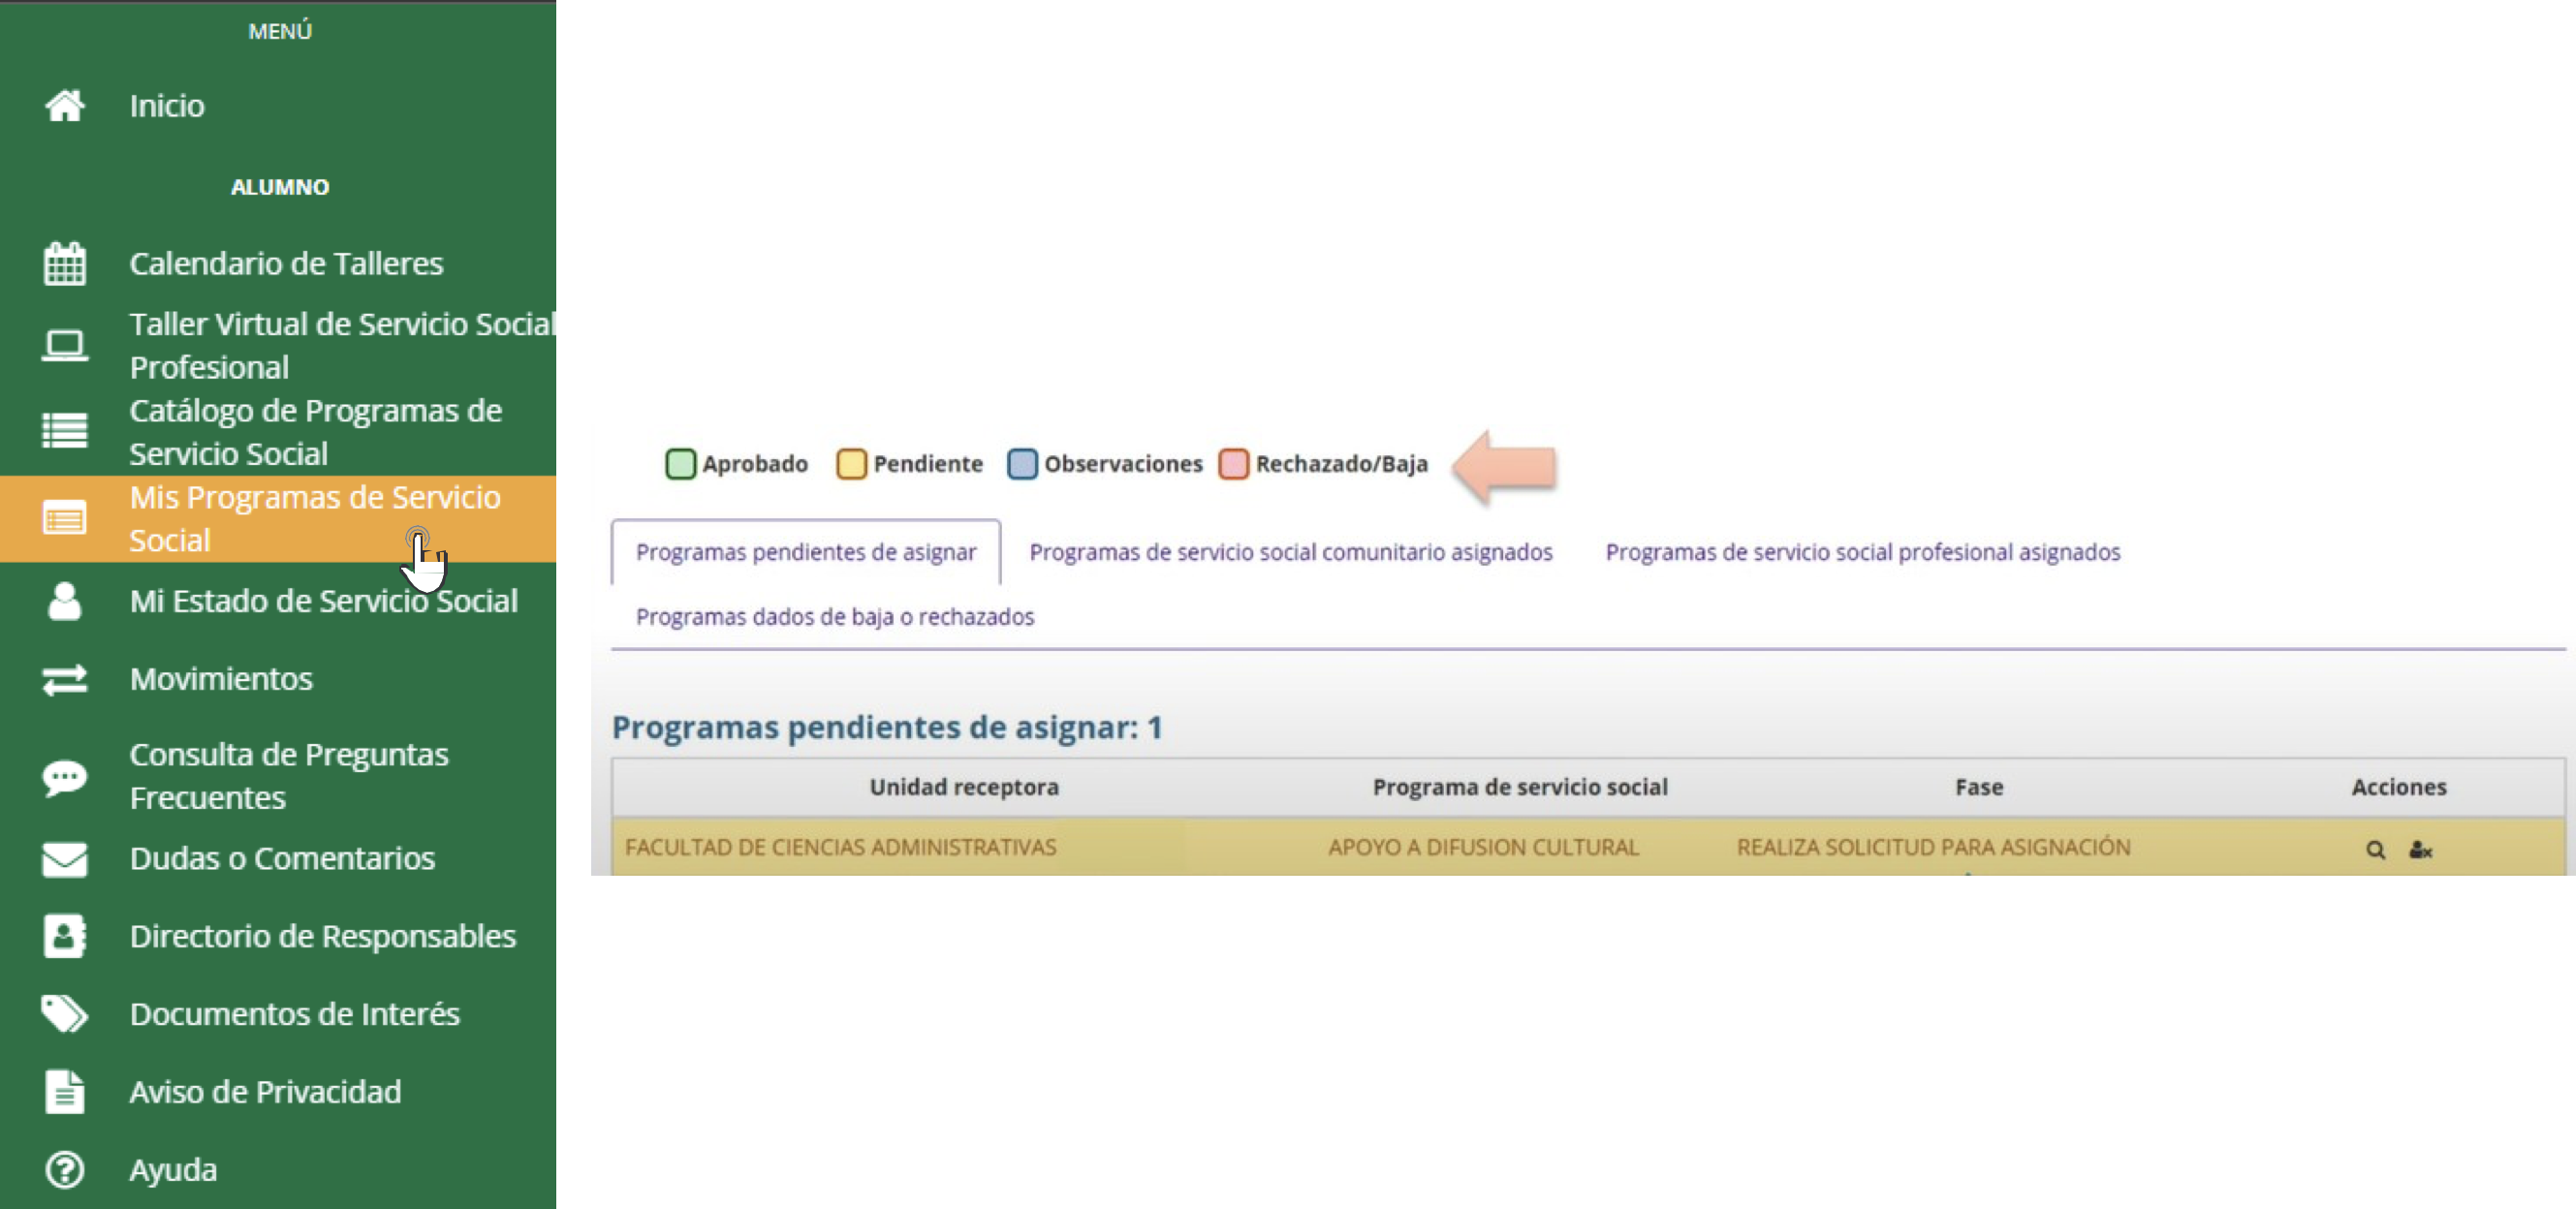 MENÚ
Inicio
ALUMNO
Calendario de Talleres
Taller Virtual de Servicio Social
Profesional
Catálogo de Programas de
Servicio Social
Mis Programas de Servicio
Social
Mi Estado de Servicio Social
Movimientos
Consulta de Preguntas
Frecuentes
Dudas o Comentarios
Directorio de Responsables
Documentos de Interés
Aviso de Privacidad
Ayuda
Aprobado Pendiente Observaciones Rechazado/Baja
Programas pendientes de asignar Programas de servicio social comunitario asignados Programas de servicio social profesional asignados
Programas dados de baja o rechazados
Programas pendientes de asignar: 1
Unidad receptora Programa de servicio social Fase Acciones
FACULTAD DE CIENCIAS ADMINISTRATIVAS APOYO A DIFUSION CULTURAL REALIZA SOLICITUD PARA ASIGNACIÓN